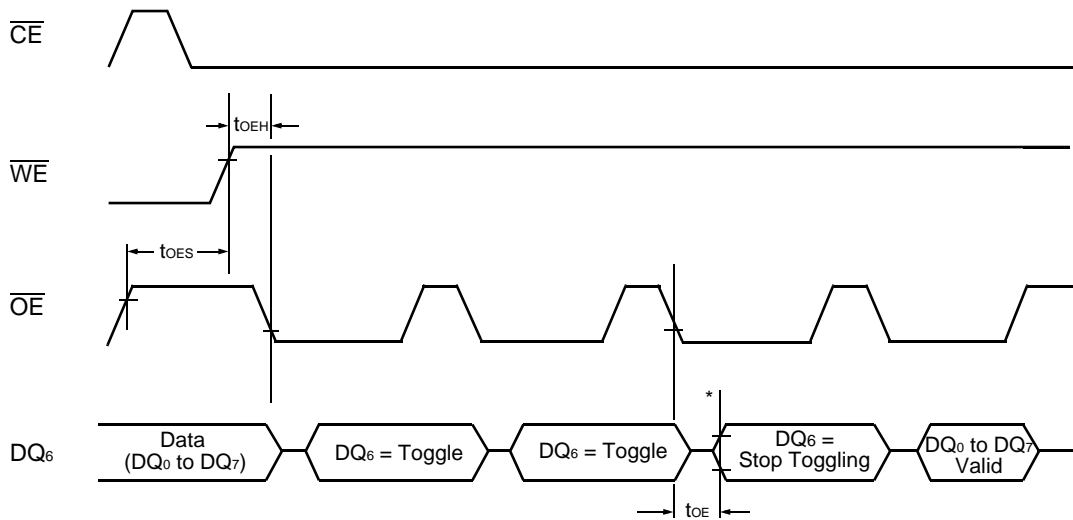 CE
tOEH
WE
tOES
OE
*
DQ6
Data
(DQ0 to DQ7)
DQ6 = Toggle
DQ6 = Toggle
DQ6 =
Stop Toggling
DQ0 to DQ7
Valid
tOE